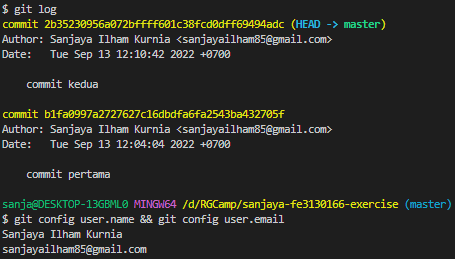 $ git log
commit 2b35230956a072bffff601c38fcd0dff69494adc (HEAD -> master)
Author: Sanjaya Ilham Kurnia <sanjayailham85@gmail.com>
Date:   Tue Sep 13 12:10:42 2022 +0700

    commit kedua

commit b1fa0997a2727627c16dbdfa6fa2543ba432705f
Author: Sanjaya Ilham Kurnia <sanjayailham85@gmail.com>
Date:   Tue Sep 13 12:04:04 2022 +0700

    commit pertama

sanja@DESKTOP-13GBML0 MINGW64 /d/RGCamp/sanjaya-fe3130166-exercise (master)
$ git config user.name && git config user.email
Sanjaya Ilham Kurnia
sanjayailham85@gmail.com